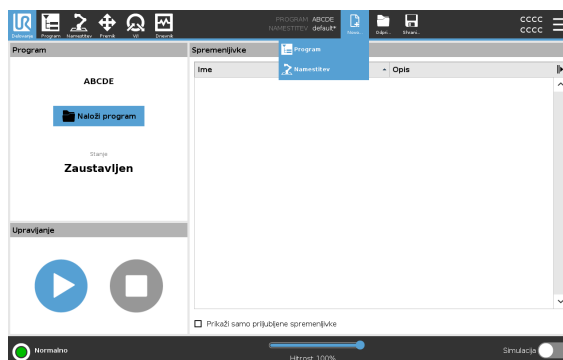 PROGRAM ABCDE
NAMESTITEV default*
cccc
cccc
Delovanje Program Namestitev Premik V/I Dnevnik Nova... Odpri... Shrani...
Program
Spremenljivke
Program
Namestitev
Ime
Opis
ABCDE
Naloži program
Stanje
Zaustavljen
Upravljanje
Prikaži samo priljubljene spremenljivke
Normalno
Hitrost 100%
Simulacija